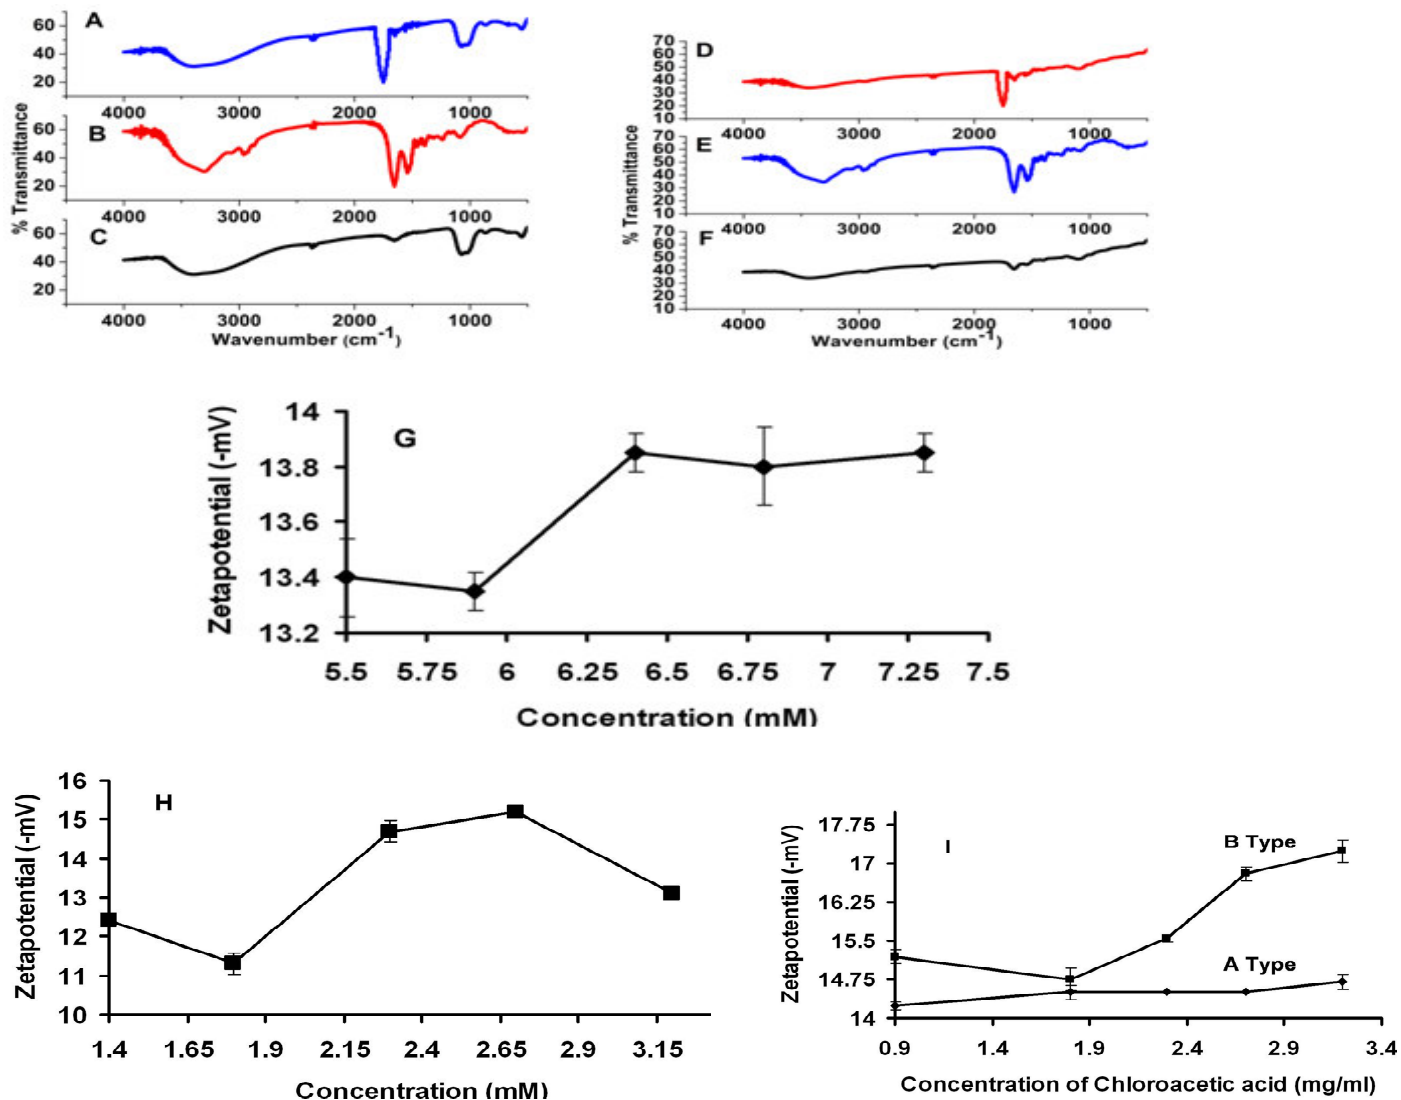 A
60
40
20
4000 3000 2000 1000
B
60
40
20
4000 3000 2000 1000
C
60
40
20
4000 3000 2000 1000
% Transmittance
Wavenumber (cm-1)
D
70
60
50
40
30
20
10
4000 3000 2000 1000
E
70
60
50
40
30
20
10
4000 3000 2000 1000
F
70
60
50
40
30
20
10
4000 3000 2000 1000
% Transmittance
Wavenumber (cm-1)
G
Zetapotential (-mV)
14
13.8
13.6
13.4
13.2
5.5 5.75 6 6.25 6.5 6.75 7 7.25 7.5
Concentration (mM)
H
Zetapotential (-mV)
16
15
14
13
12
11
10
1.4 1.65 1.9 2.15 2.4 2.65 2.9 3.15
Concentration (mM)
I
Zetapotential (-mV)
17.75
17
16.25
15.5
14.75
14
B Type
A Type
0.9 1.4 1.9 2.4 2.9 3.4
Concentration of Chloroacetic acid (mg/ml)